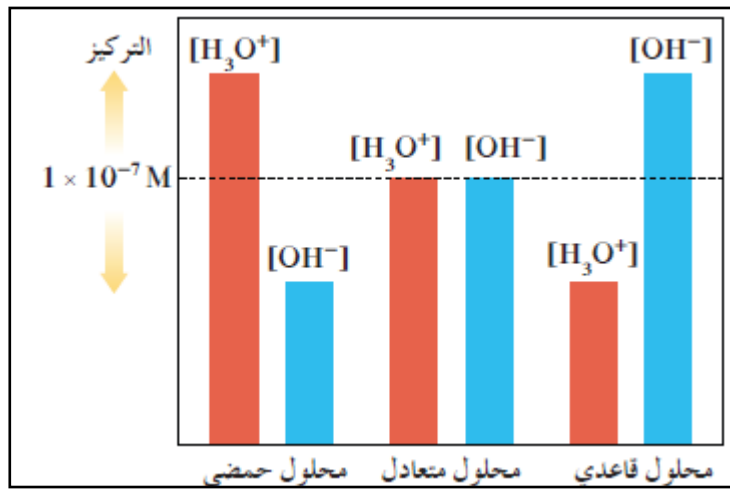 التركيز
[H₃O⁺]
[OH⁻]
[H₃O⁺] [OH⁻]
1 × 10⁻⁷ M
[OH⁻]
[H₃O⁺]
محلول حمضي
محلول متعادل
محلول قاعدي